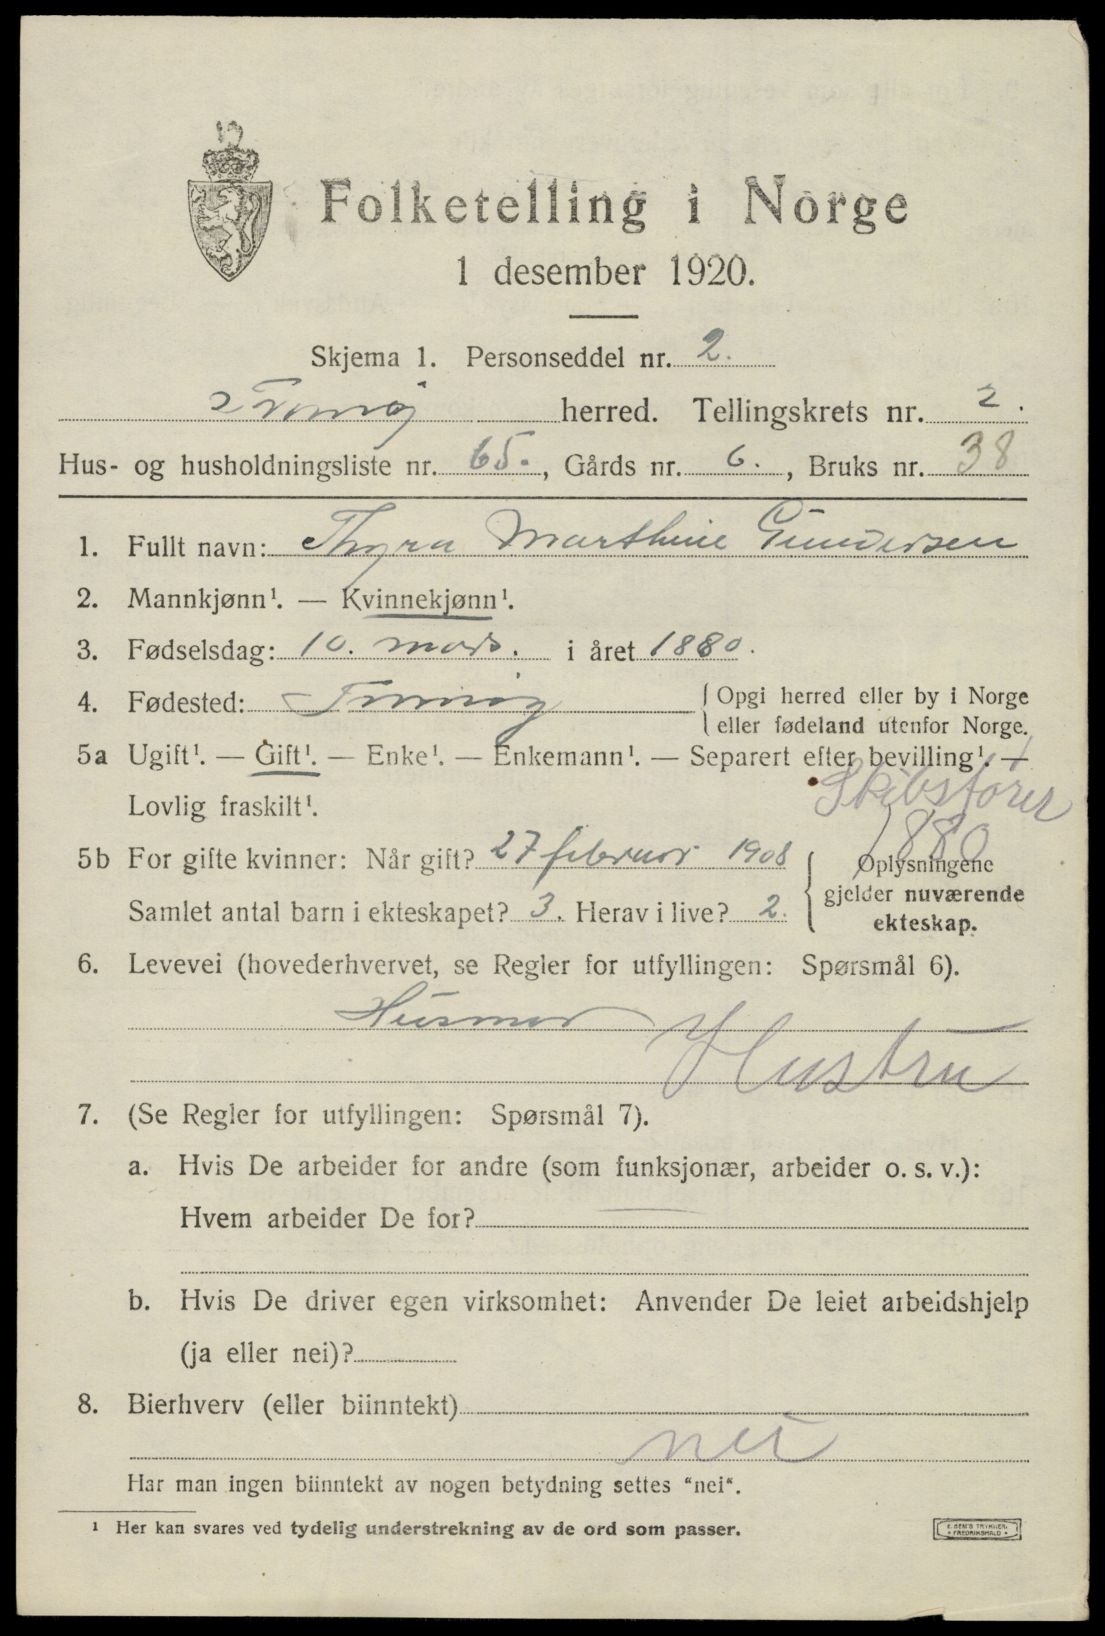 Folketelling i Norge
1 desember 1920.
Skjema 1. Personseddel nr. 2.
Tromøy herred. Tellingskrets nr. 2.
Hus- og husholdningsliste nr. 65., Gårds nr. 6., Bruks nr. 38
1. Fullt navn: Thyra Marthine Gundersen
2. Mannkjønn¹. — Kvinnekjønn¹.
3. Fødselsdag: 10. mars. i året 1880.
4. Fødested: Tromøy { Opgi herred eller by i Norge
eller fødeland utenfor Norge.
5a Ugift¹. — Gift¹. — Enke¹. — Enkemann¹. — Separert efter bevilling¹. —
Lovlig fraskilt¹.
Skibsfører
1880
5b For gifte kvinner: Når gift? 27 februar 1908
Samlet antal barn i ekteskapet? 3. Herav i live? 2.
{ Oplysningene
gjelder nuværende
ekteskap.
6. Levevei (hovederhvervet, se Regler for utfyllingen: Spørsmål 6).
Husmor
Hustru
7. (Se Regler for utfyllingen: Spørsmål 7).
a. Hvis De arbeider for andre (som funksjonær, arbeider o. s. v.):
Hvem arbeider De for?
b. Hvis De driver egen virksomhet: Anvender De leiet arbeidshjelp
(ja eller nei)?
8. Bierhverv (eller biinntekt)
nei
Har man ingen biinntekt av nogen betydning settes "nei".
¹ Her kan svares ved tydelig understrekning av de ord som passer.